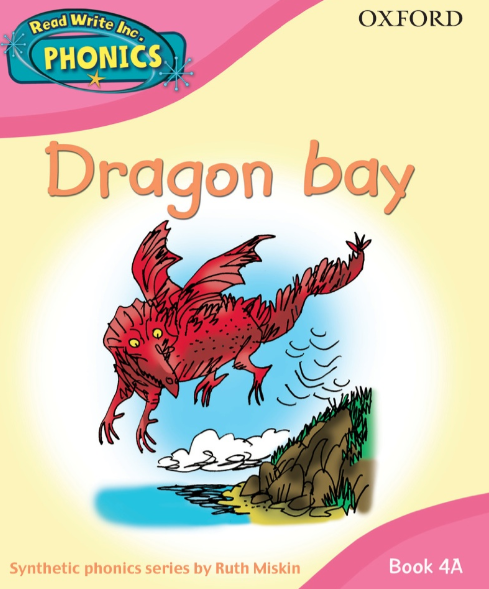 Read Write Inc.
PHONICS
OXFORD
Dragon bay
Synthetic phonics series by Ruth Miskin
Book 4A